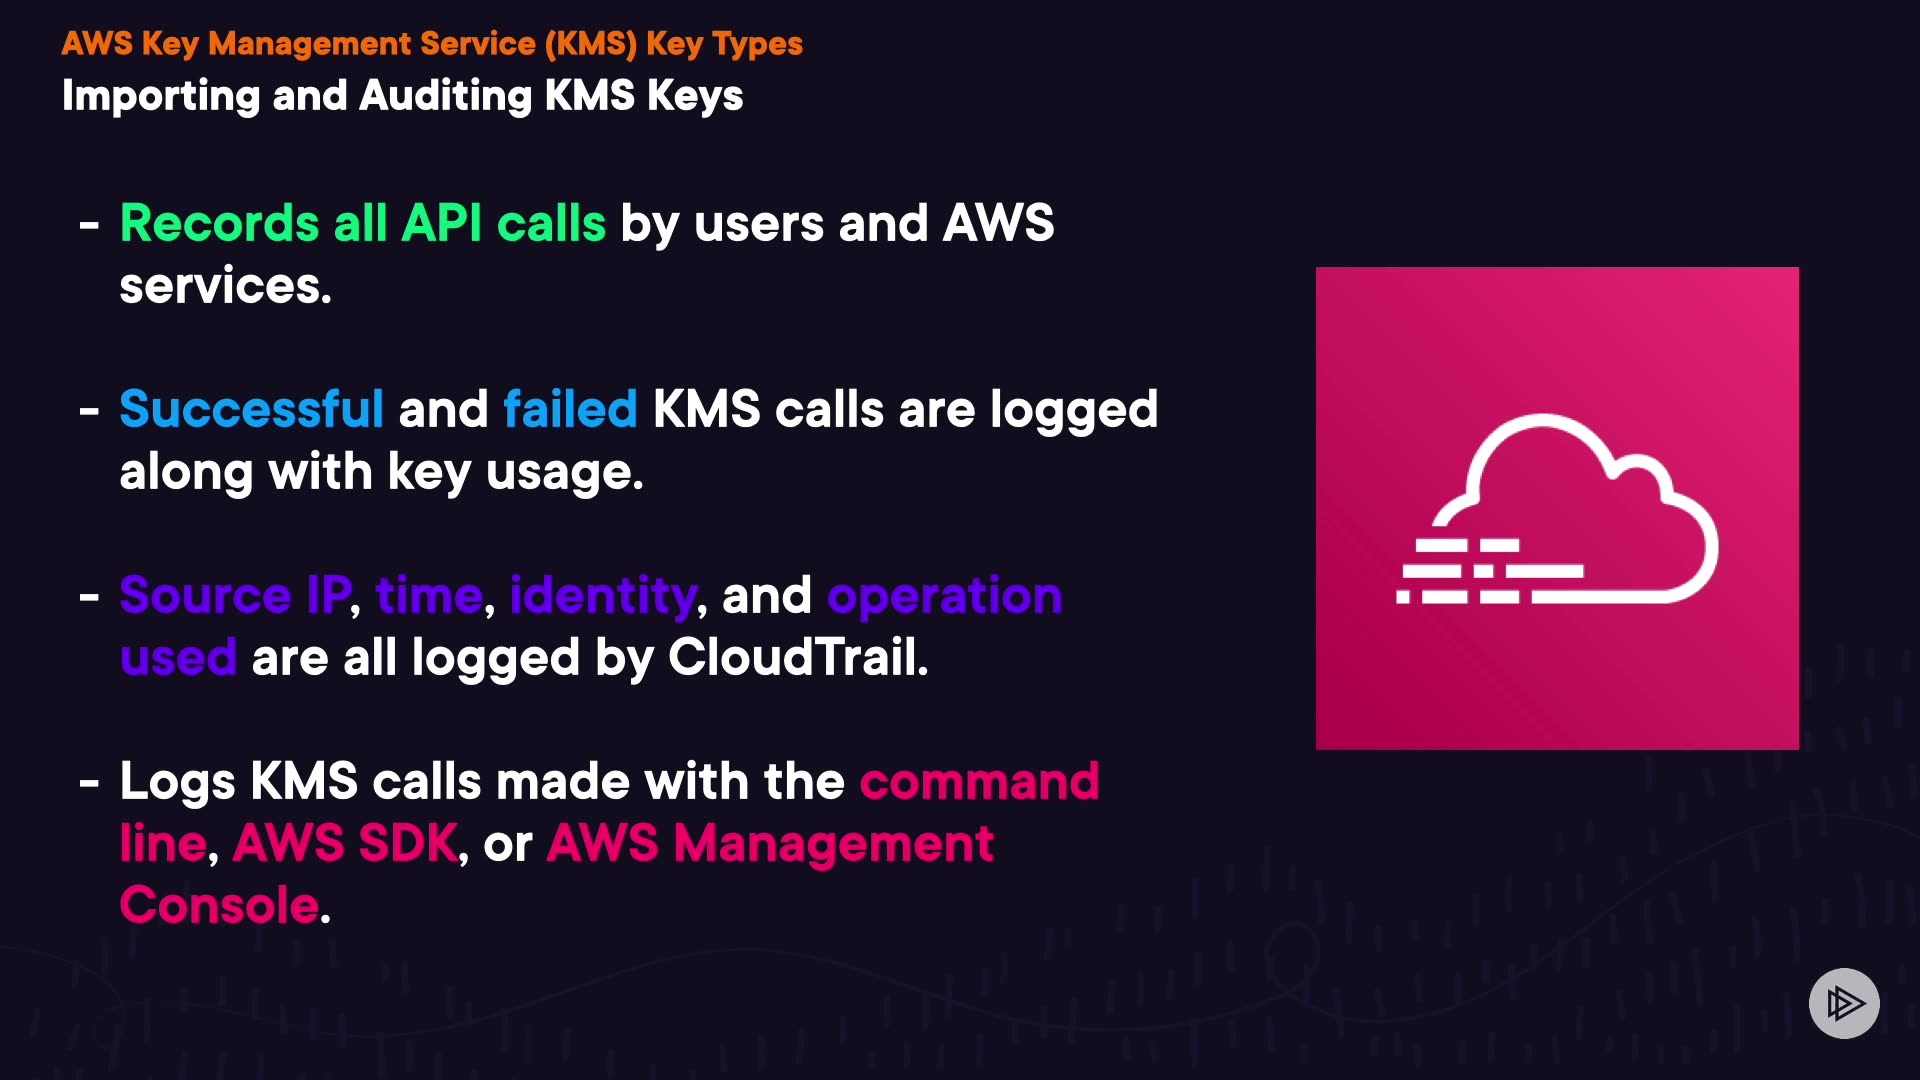 AWS Key Management Service (KMS) Key Types
Importing and Auditing KMS Keys
- Records all API calls by users and AWS
services.
- Successful and failed KMS calls are logged
along with key usage.
- Source IP, time, identity, and operation
used are all logged by CloudTrail.
- Logs KMS calls made with the command
line, AWS SDK, or AWS Management
Console.